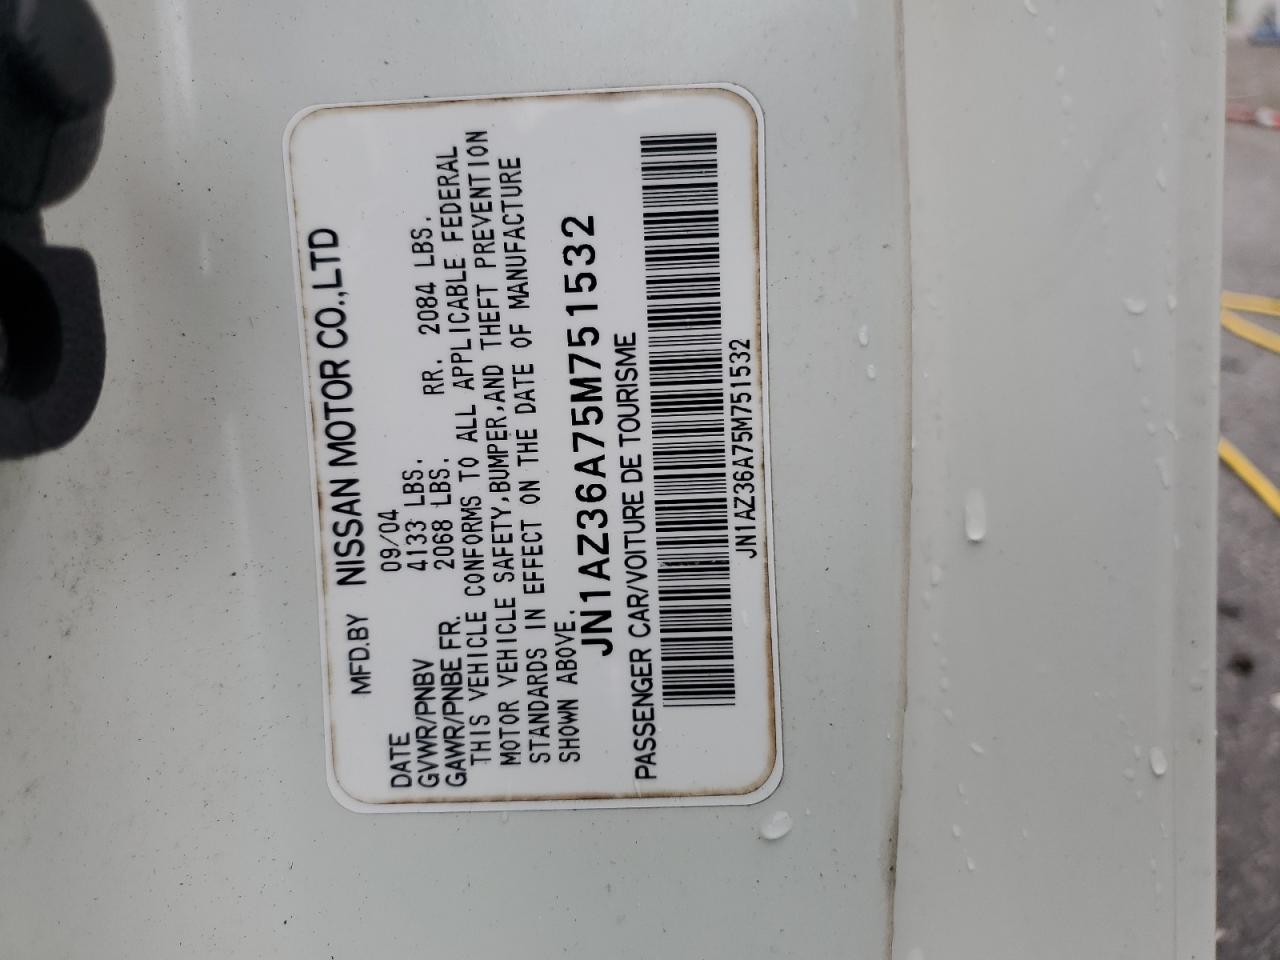 MFD.BY NISSAN MOTOR CO.,LTD
DATE 09/04
GVWR/PNBV 4133 LBS.
GAWR/PNBE FR. 2068 LBS. RR. 2084 LBS.
THIS VEHICLE CONFORMS TO ALL APPLICABLE FEDERAL
MOTOR VEHICLE SAFETY,BUMPER,AND THEFT PREVENTION
STANDARDS IN EFFECT ON THE DATE OF MANUFACTURE
SHOWN ABOVE.
JN1AZ36A75M751532
PASSENGER CAR/VOITURE DE TOURISME
JN1AZ36A75M751532